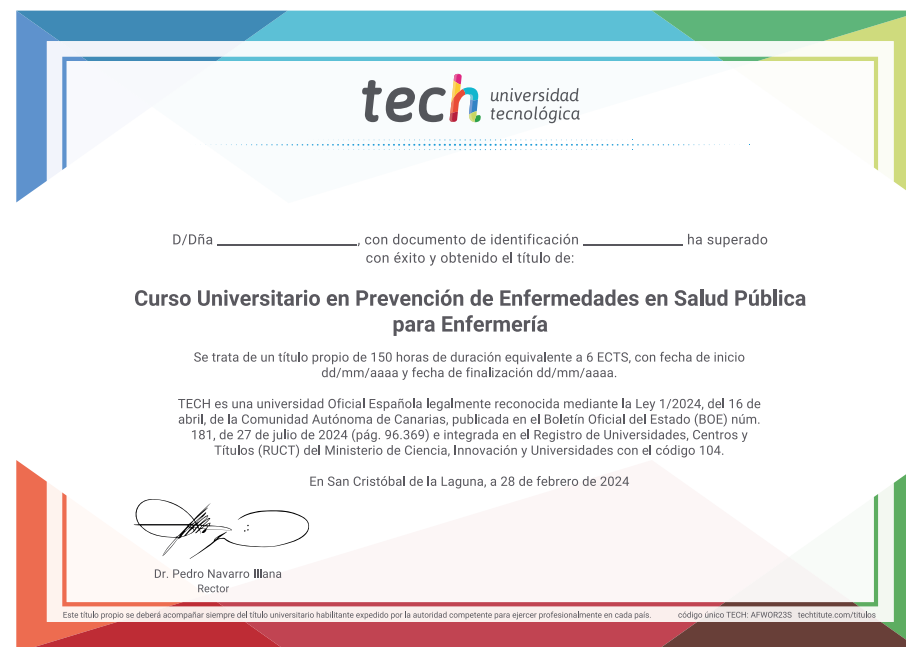 tech universidad
tecnológica
D/Dña ____________________, con documento de identificación ______________ ha superado
con éxito y obtenido el título de:
Curso Universitario en Prevención de Enfermedades en Salud Pública
para Enfermería
Se trata de un título propio de 150 horas de duración equivalente a 6 ECTS, con fecha de inicio
dd/mm/aaaa y fecha de finalización dd/mm/aaaa.
TECH es una universidad Oficial Española legalmente reconocida mediante la Ley 1/2024, del 16 de
abril, de la Comunidad Autónoma de Canarias, publicada en el Boletín Oficial del Estado (BOE) núm.
181, de 27 de julio de 2024 (pág. 96.369) e integrada en el Registro de Universidades, Centros y
Títulos (RUCT) del Ministerio de Ciencia, Innovación y Universidades con el código 104.
En San Cristóbal de la Laguna, a 28 de febrero de 2024
Dr. Pedro Navarro Illana
Rector
Este título propio se deberá acompañar siempre del título universitario habilitante expedido por la autoridad competente para ejercer profesionalmente en cada país. código único TECH: AFWOR23S techtitute.com/titulos